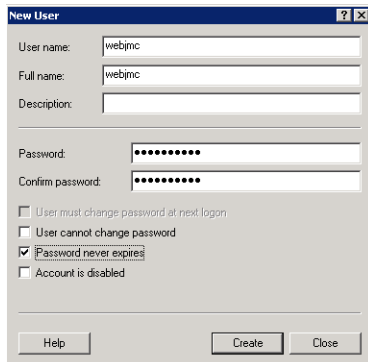 New User
User name: webjmc
Full name: webjmc
Description:
Password: ●●●●●●●●●●
Confirm password: ●●●●●●●●●●
User must change password at next logon
User cannot change password
Password never expires
Account is disabled
Help Create Close